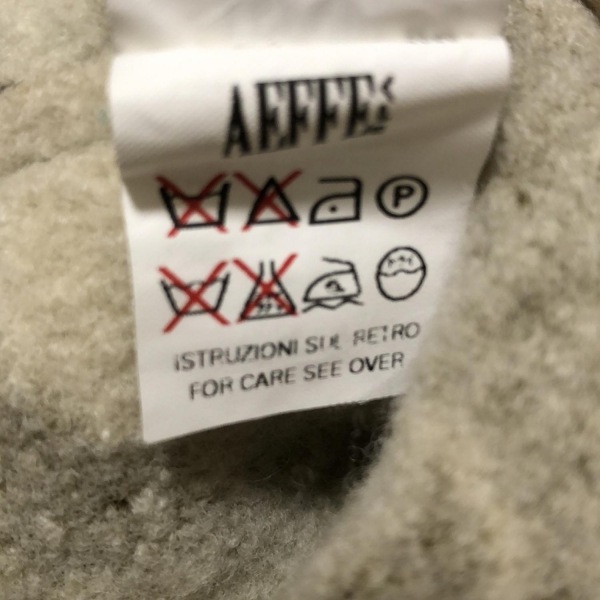 AEFFE
P
ISTRUZIONI SUL RETRO
FOR CARE SEE OVER